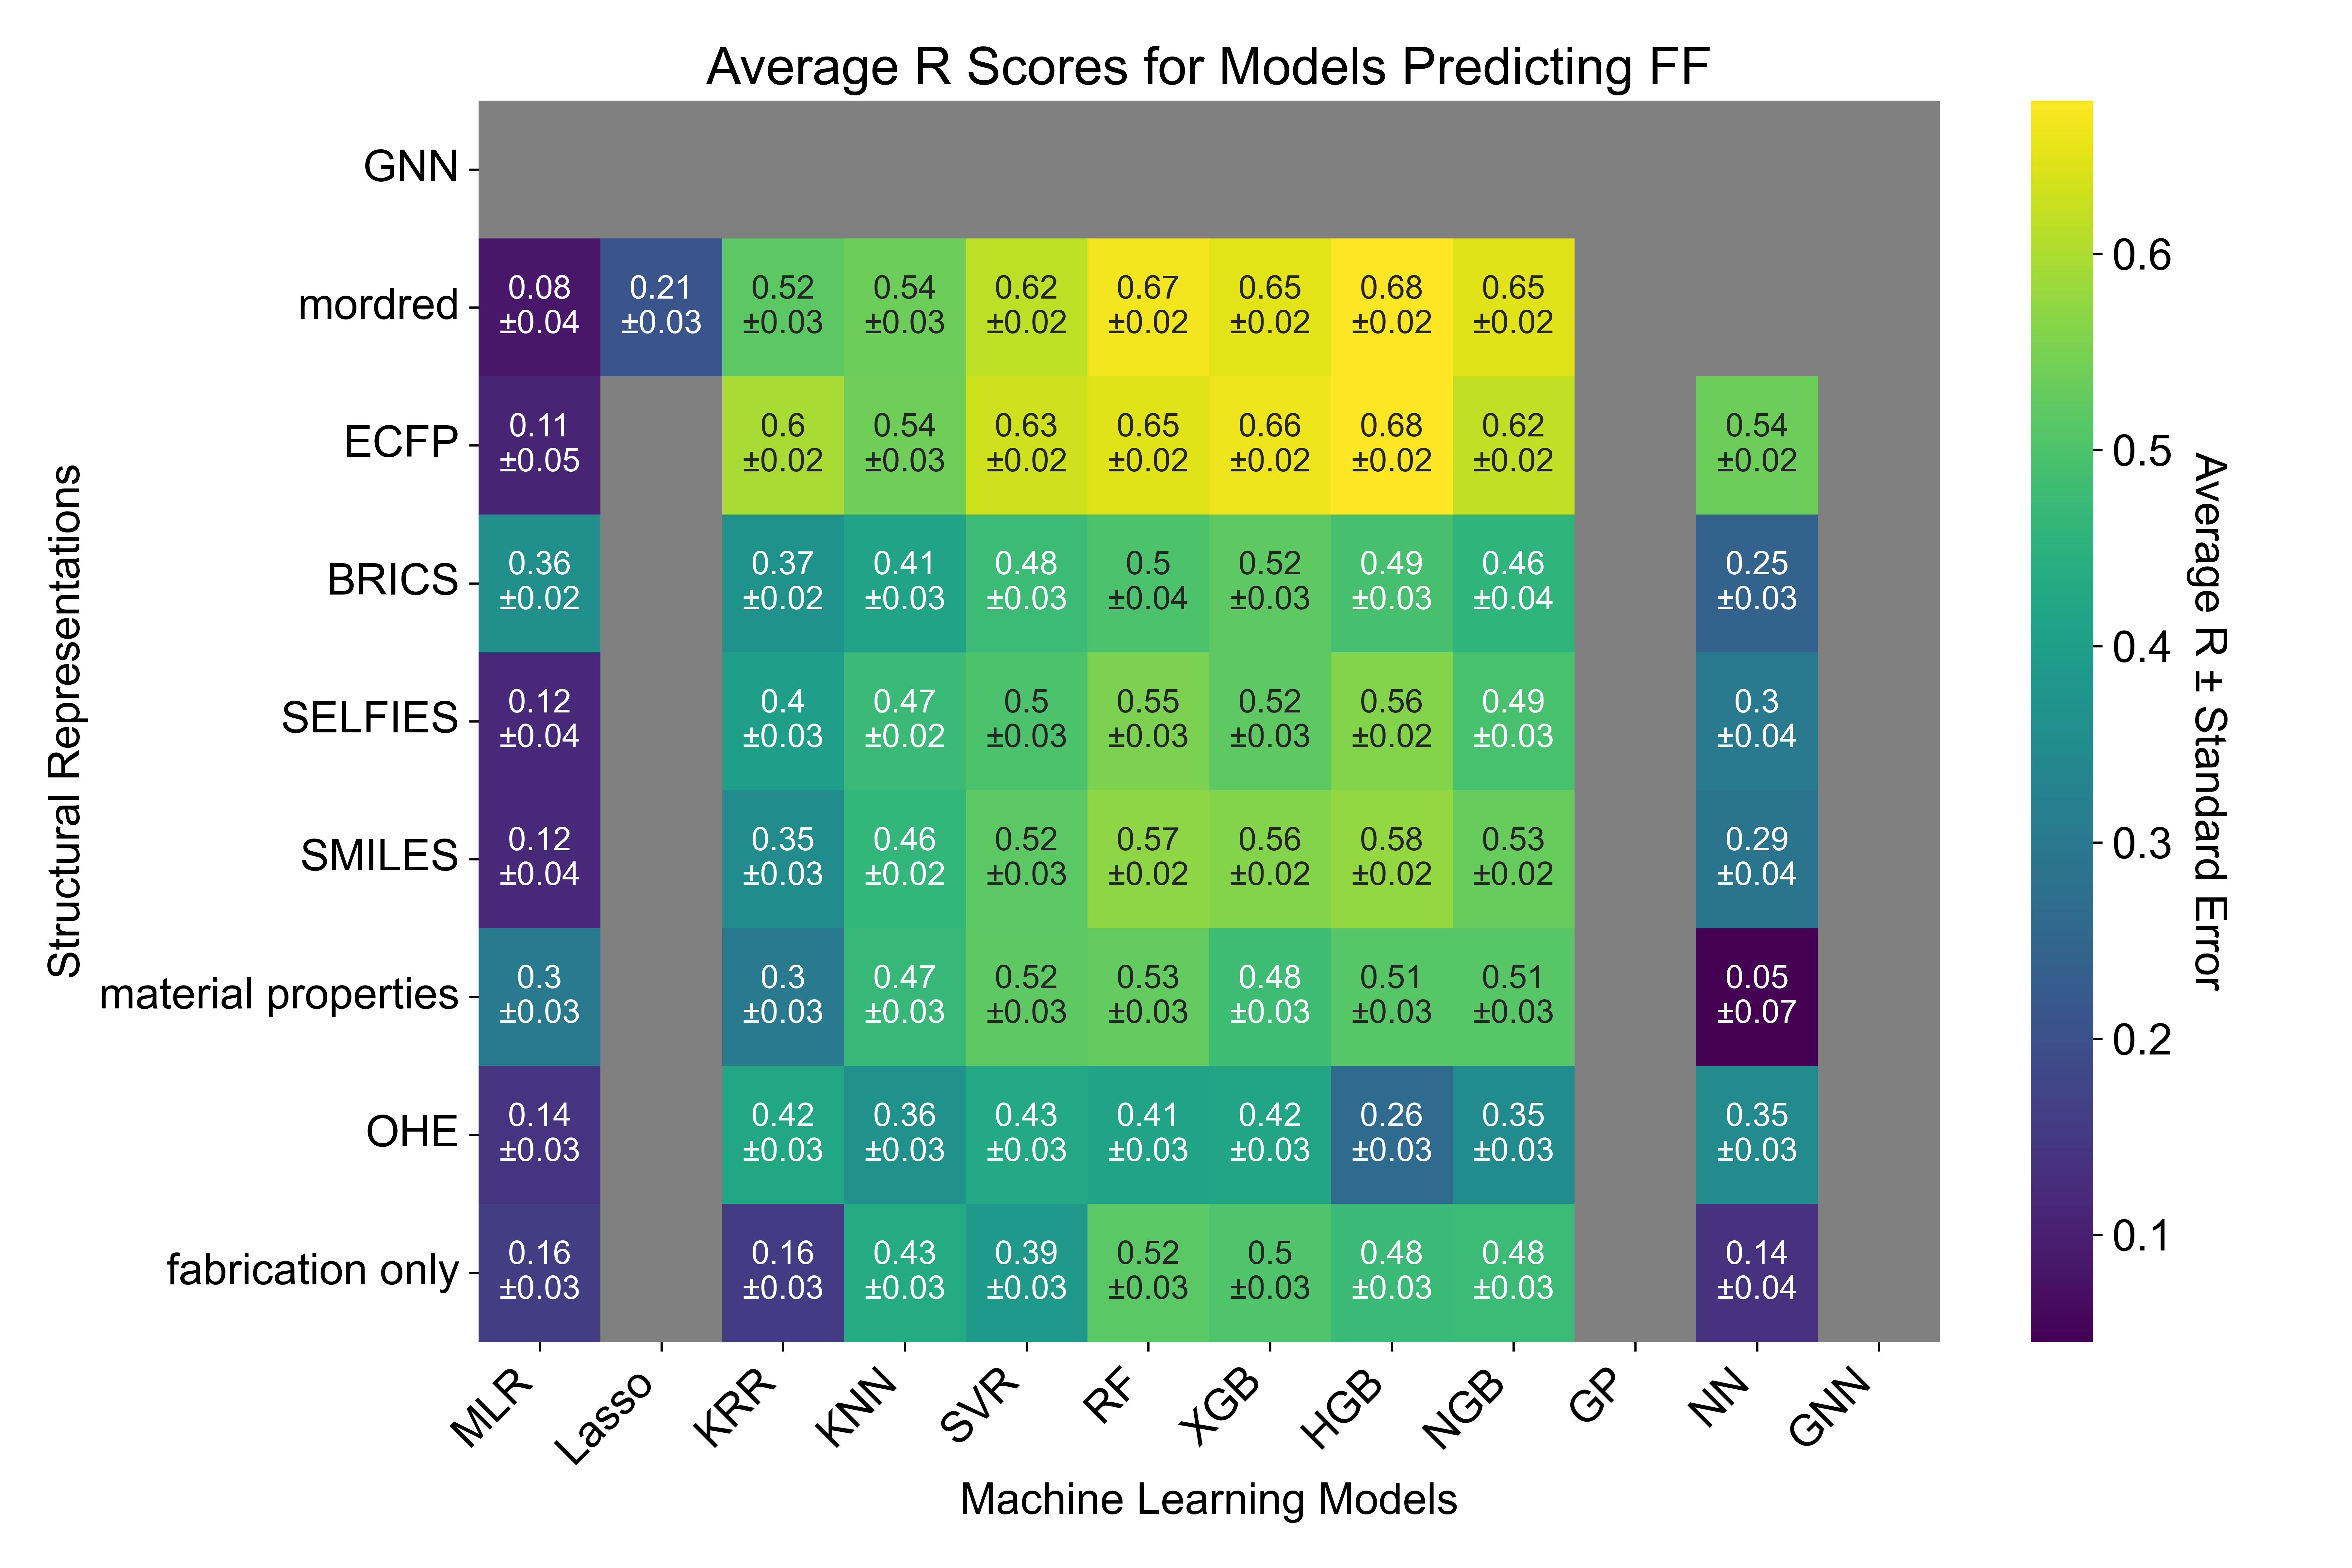 Average R Scores for Models Predicting FF
Structural Representations
GNN
mordred
0.08 0.21 0.52 0.54 0.62 0.67 0.65 0.68 0.65
±0.04 ±0.03 ±0.03 ±0.03 ±0.02 ±0.02 ±0.02 ±0.02 ±0.02
ECFP
0.11 0.6 0.54 0.63 0.65 0.66 0.68 0.62 0.54
±0.05 ±0.02 ±0.03 ±0.02 ±0.02 ±0.02 ±0.02 ±0.02 ±0.02
BRICS
0.36 0.37 0.41 0.48 0.5 0.52 0.49 0.46 0.25
±0.02 ±0.02 ±0.03 ±0.03 ±0.04 ±0.03 ±0.03 ±0.04 ±0.03
SELFIES
0.12 0.4 0.47 0.5 0.55 0.52 0.56 0.49 0.3
±0.04 ±0.03 ±0.02 ±0.03 ±0.03 ±0.03 ±0.02 ±0.03 ±0.04
SMILES
0.12 0.35 0.46 0.52 0.57 0.56 0.58 0.53 0.29
±0.04 ±0.03 ±0.02 ±0.03 ±0.02 ±0.02 ±0.02 ±0.02 ±0.04
material properties
0.3 0.3 0.47 0.52 0.53 0.48 0.51 0.51 0.05
±0.03 ±0.03 ±0.03 ±0.03 ±0.03 ±0.03 ±0.03 ±0.03 ±0.07
OHE
0.14 0.42 0.36 0.43 0.41 0.42 0.26 0.35 0.35
±0.03 ±0.03 ±0.03 ±0.03 ±0.03 ±0.03 ±0.03 ±0.03 ±0.03
fabrication only
0.16 0.16 0.43 0.39 0.52 0.5 0.48 0.48 0.14
±0.03 ±0.03 ±0.03 ±0.03 ±0.03 ±0.03 ±0.03 ±0.03 ±0.04
MLR Lasso KRR KNN SVR RF XGB HGB NGB GP NN GNN
Machine Learning Models
0.6
0.5
0.4
0.3
0.2
0.1
Average R ± Standard Error